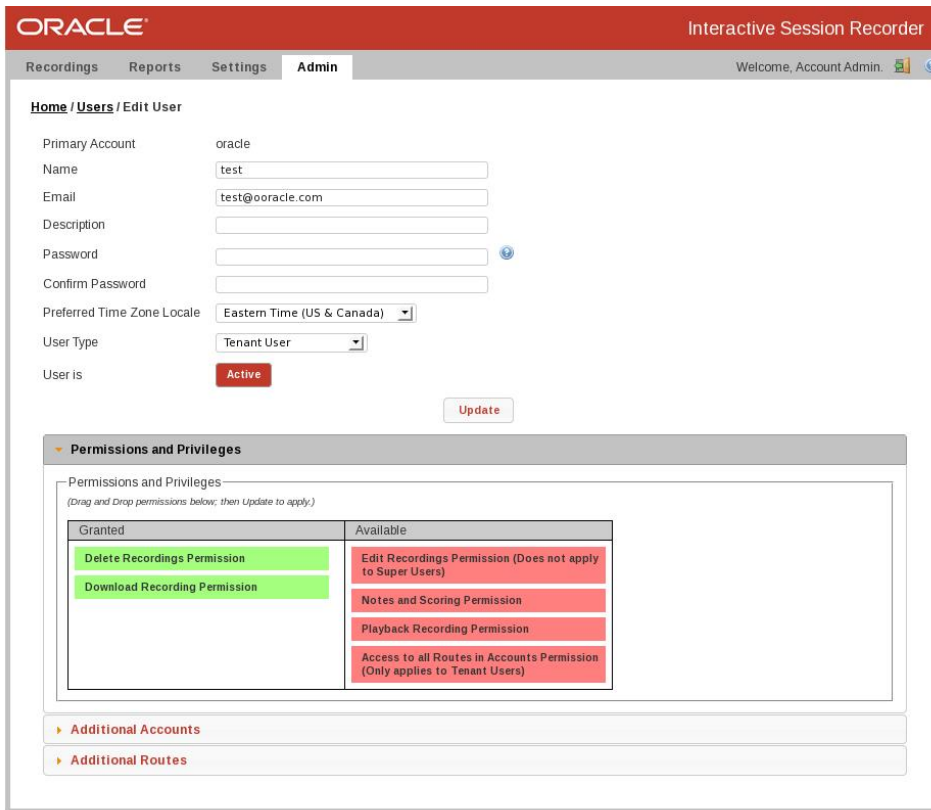 ORACLE
Interactive Session Recorder
Recordings Reports Settings Admin
Welcome, Account Admin.
Home / Users / Edit User
Primary Account oracle
Name test
Email test@ooracle.com
Description
Password
Confirm Password
Preferred Time Zone Locale Eastern Time (US & Canada)
User Type Tenant User
User is Active
Update
Permissions and Privileges
Permissions and Privileges
(Drag and Drop permissions below; then Update to apply.)
Granted Available
Delete Recordings Permission
Download Recording Permission
Edit Recordings Permission (Does not apply
to Super Users)
Notes and Scoring Permission
Playback Recording Permission
Access to all Routes in Accounts Permission
(Only applies to Tenant Users)
Additional Accounts
Additional Routes